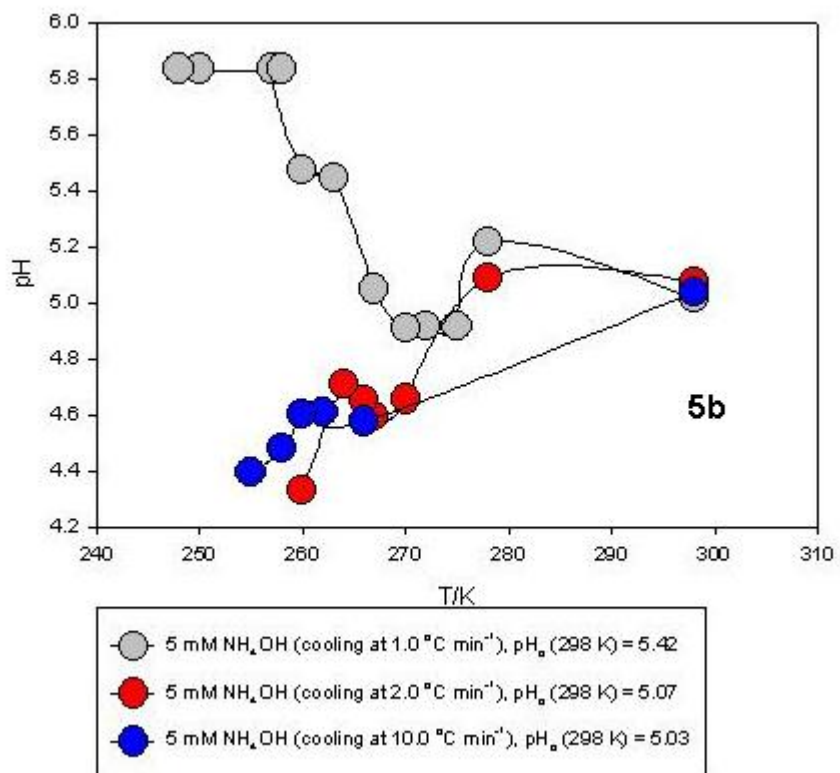 6.0
5.8
5.6
5.4
5.2
5.0
4.8
4.6
4.4
4.2
pH
5b
240 250 260 270 280 290 300 310
T/K
5 mM NH₄OH (cooling at 1.0 °C min⁻¹), pHₒ (298 K) = 5.42
5 mM NH₄OH (cooling at 2.0 °C min⁻¹), pHₒ (298 K) = 5.07
5 mM NH₄OH (cooling at 10.0 °C min⁻¹), pHₒ (298 K) = 5.03